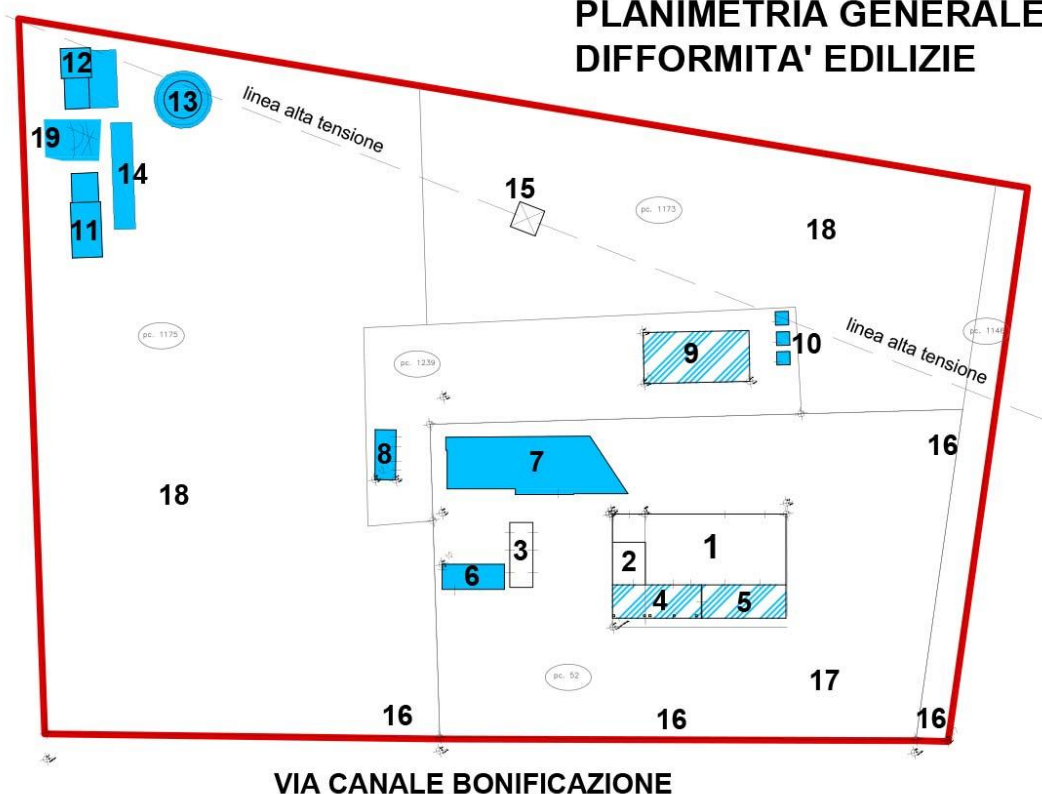 PLANIMETRIA GENERALE
DIFFORMITA' EDILIZIE
12
13
linea alta tensione
19
14
15
pc. 1173
18
11
pc. 1175
linea alta tensione
pc. 1146
9
10
pc. 1239
16
8
7
18
1
3
2
6
4
5
pc. 52
17
16
16
16
VIA CANALE BONIFICAZIONE